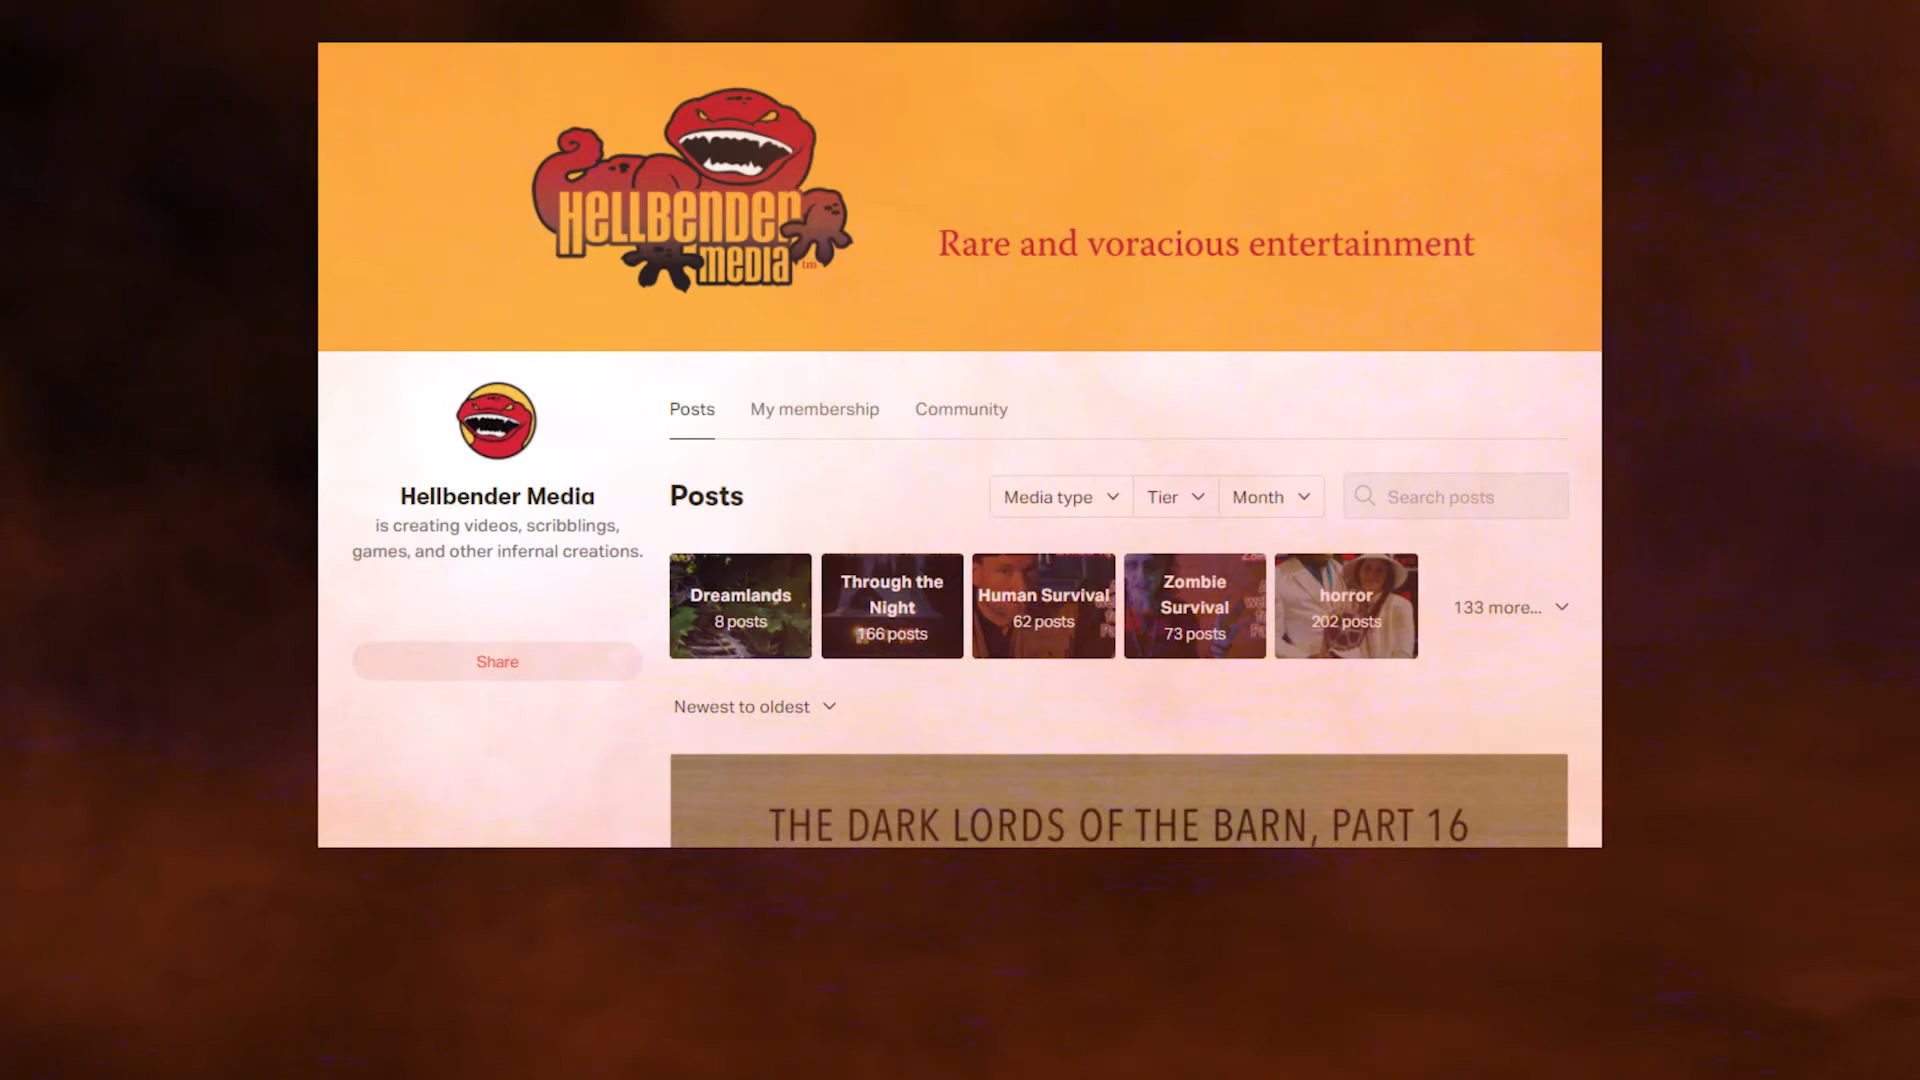 HELLBENDER
MEDIA tm
Rare and voracious entertainment
Posts
My membership
Community
Hellbender Media
is creating videos, scribblings,
games, and other infernal creations.
Share
Posts
Media type
Tier
Month
Search posts
Dreamlands
8 posts
Through the
Night
166 posts
Human Survival
62 posts
Zombie
Survival
73 posts
horror
202 posts
133 more...
Newest to oldest
THE DARK LORDS OF THE BARN, PART 16